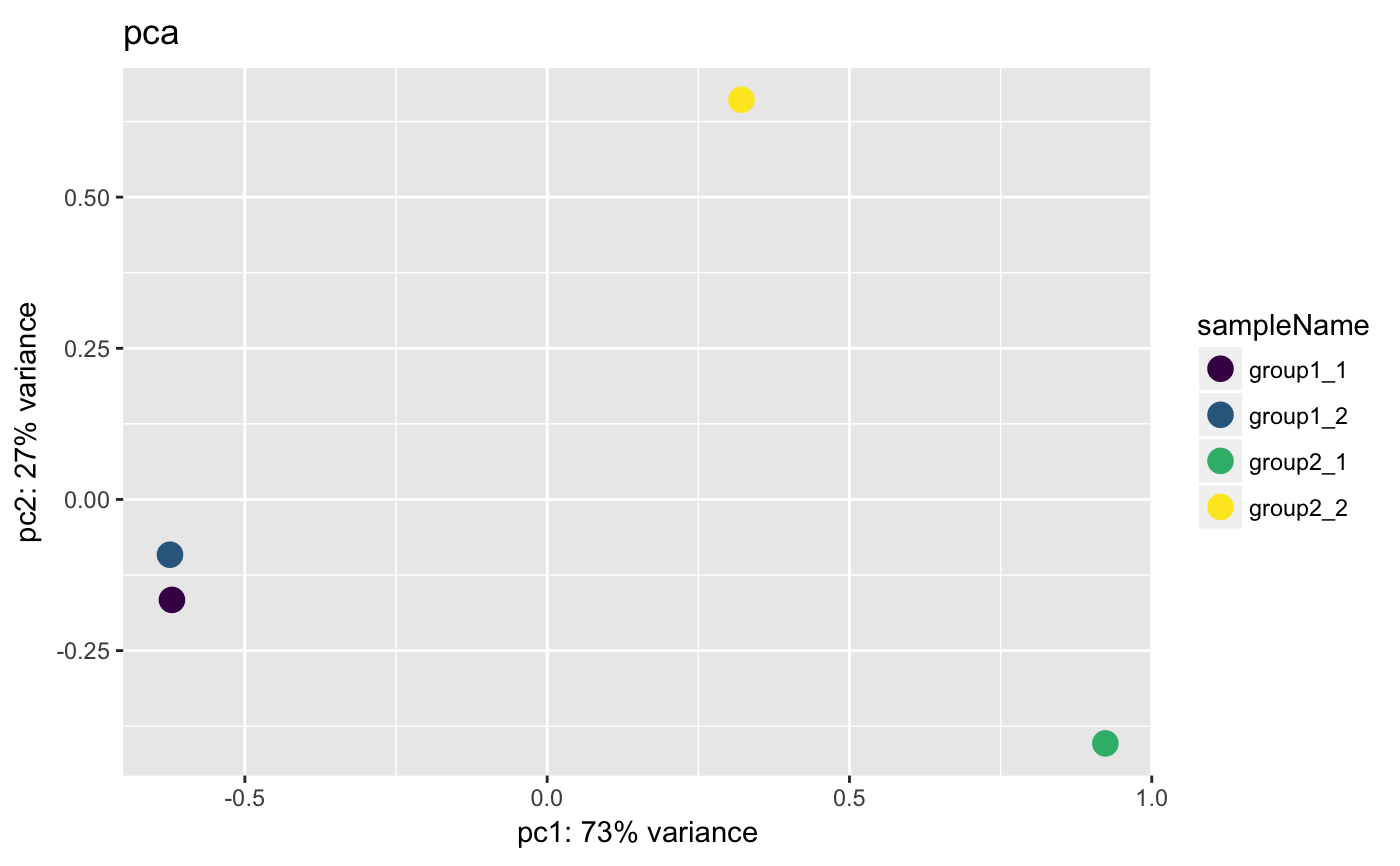 pca
pc2: 27% variance
0.50
0.25
0.00
-0.25
-0.5
0.0
0.5
1.0
pc1: 73% variance
sampleName
group1_1
group1_2
group2_1
group2_2